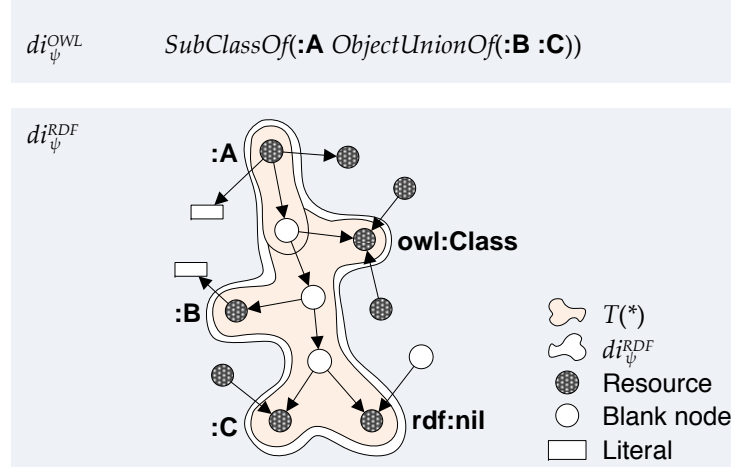 di_ψ^OWL SubClassOf(:A ObjectUnionOf(:B :C))
di_ψ^RDF
:A
owl:Class
:B
:C
rdf:nil
T(*)
di_ψ^RDF
Resource
Blank node
Literal